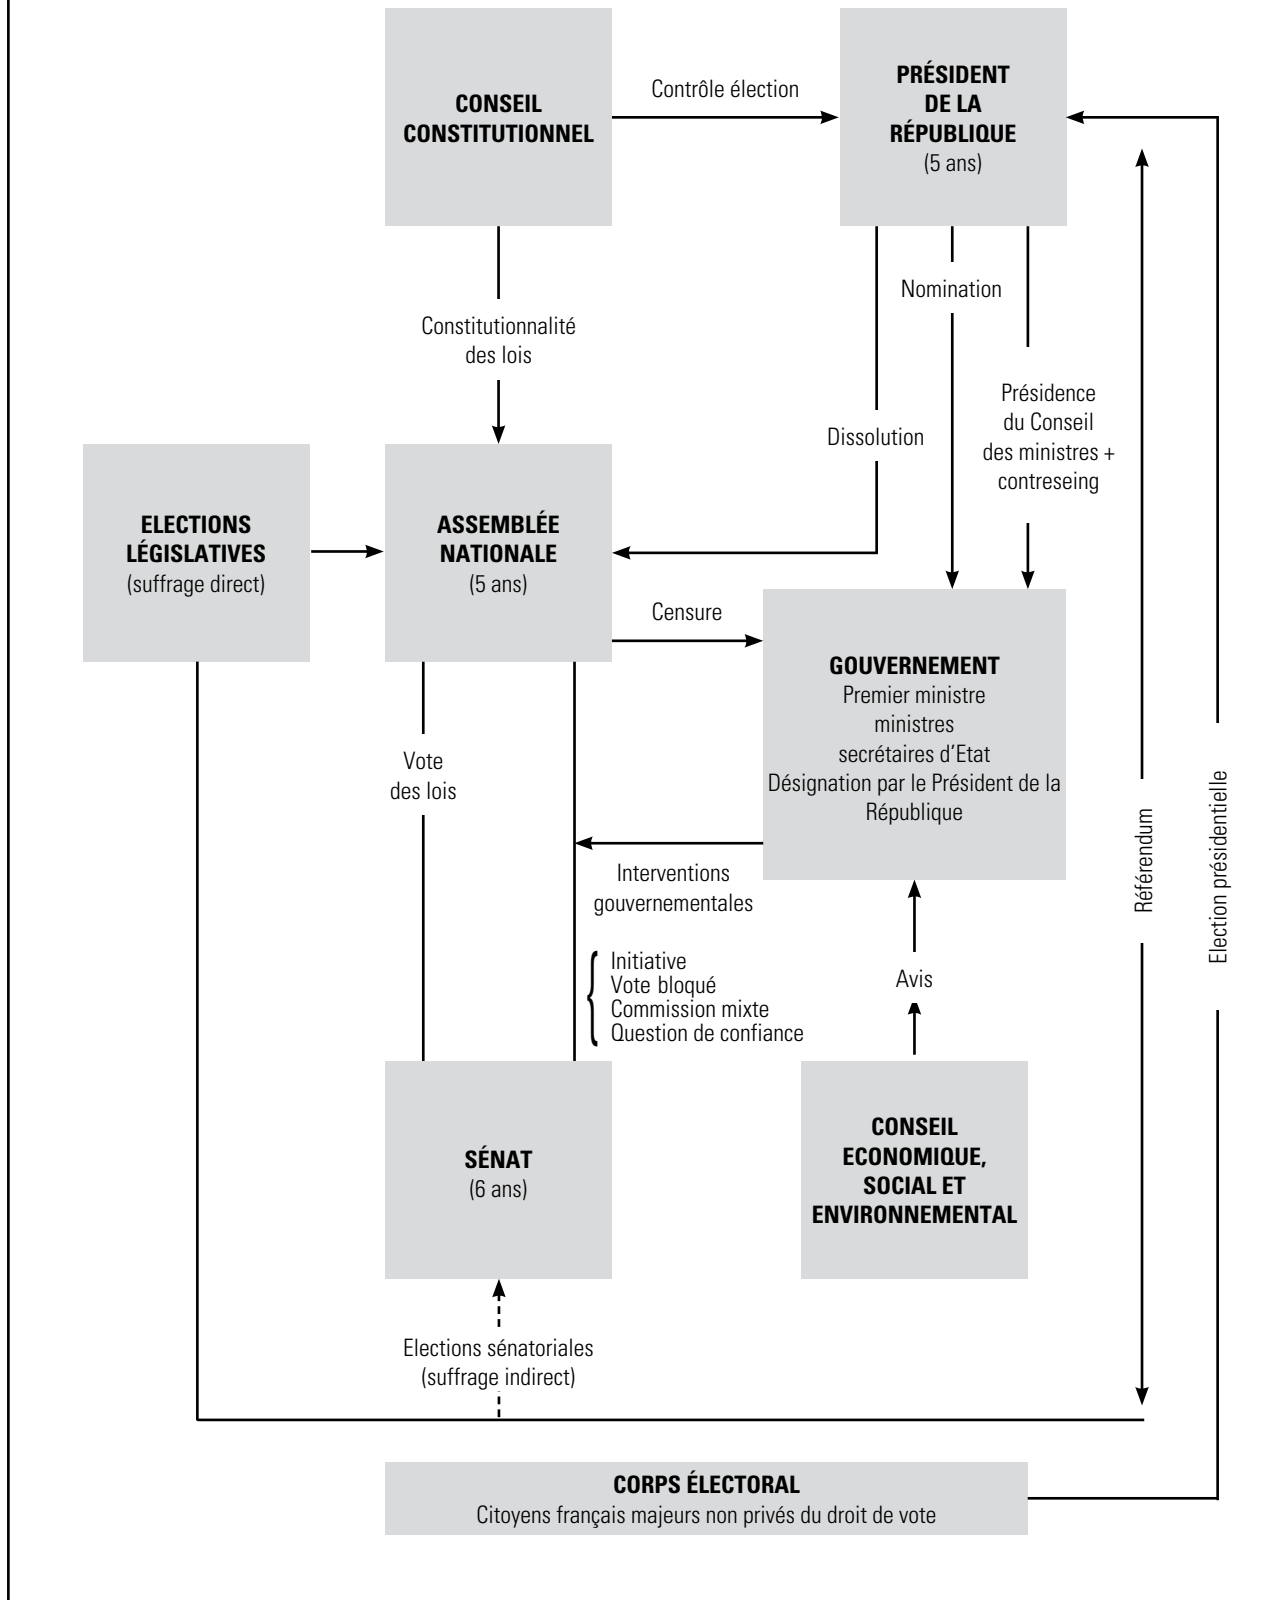 CONSEIL
CONSTITUTIONNEL
Contrôle élection
PRÉSIDENT
DE LA
RÉPUBLIQUE
(5 ans)
Constitutionnalité
des lois
Nomination
Dissolution
Présidence
du Conseil
des ministres +
contreseing
ELECTIONS
LÉGISLATIVES
(suffrage direct)
ASSEMBLÉE
NATIONALE
(5 ans)
Censure
GOUVERNEMENT
Premier ministre
ministres
secrétaires d'Etat
Désignation par le Président de la
République
Vote
des lois
Interventions
gouvernementales
Initiative
Vote bloqué
Commission mixte
Question de confiance
Avis
Référendum
Election présidentielle
SÉNAT
(6 ans)
CONSEIL
ECONOMIQUE,
SOCIAL ET
ENVIRONNEMENTAL
Elections sénatoriales
(suffrage indirect)
CORPS ÉLECTORAL
Citoyens français majeurs non privés du droit de vote